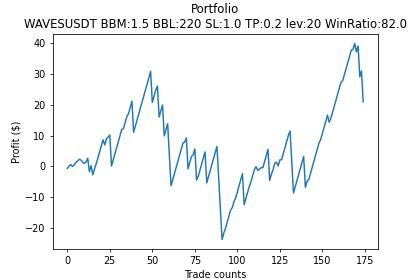 Portfolio
WAVESUSDT BBM:1.5 BBL:220 SL:1.0 TP:0.2 lev:20 WinRatio:82.0
Profit ($)
40
30
20
10
0
−10
−20
0 25 50 75 100 125 150 175
Trade counts